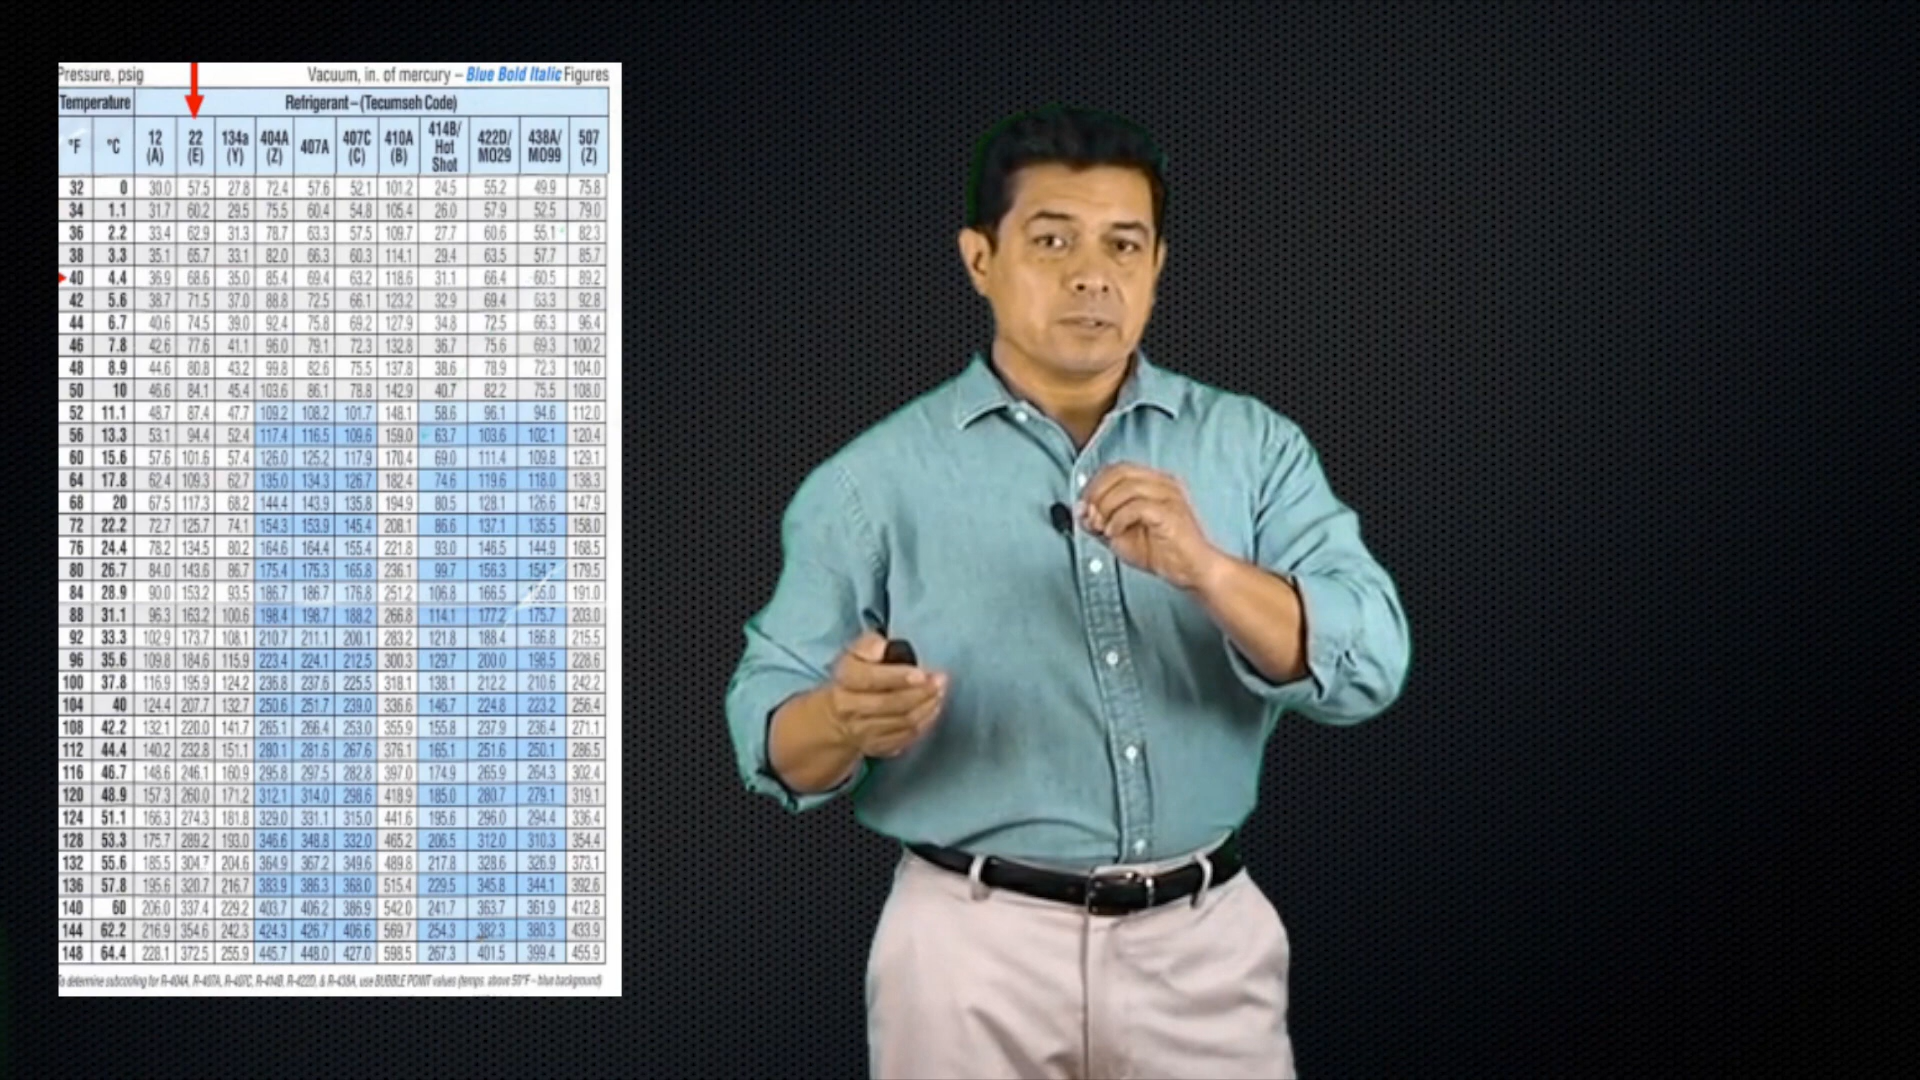 Pressure, psig Vacuum, in. of mercury – Blue Bold Italic Figures
Temperature Refrigerant – (Tecumseh Code)
°F °C 12 (A) 22 (E) 134a (Y) 404A (Z) 407A 407C (C) 410A (B) 414B/ Hot Shot 422D/ MO29 438A/ MO99 507 (Z)
32 0 30.0 57.5 27.8 72.4 57.6 52.1 101.2 24.5 55.2 49.9 75.8
34 1.1 31.7 60.2 29.5 75.5 60.4 54.8 105.4 26.0 57.9 52.5 79.0
36 2.2 33.4 62.9 31.3 78.7 63.3 57.5 109.7 27.7 60.6 55.1 82.3
38 3.3 35.1 65.7 33.1 82.0 66.3 60.3 114.1 29.4 63.5 57.7 85.7
40 4.4 36.9 68.6 35.0 85.4 69.4 63.2 118.6 31.1 66.4 60.5 89.2
42 5.6 38.7 71.5 37.0 88.8 72.5 66.1 123.2 32.9 69.4 63.3 92.8
44 6.7 40.6 74.5 39.0 92.4 75.8 69.2 127.9 34.8 72.5 66.3 96.4
46 7.8 42.6 77.6 41.1 96.0 79.1 72.3 132.8 36.7 75.6 69.3 100.2
48 8.9 44.6 80.8 43.2 99.8 82.6 75.5 137.8 38.6 78.9 72.3 104.0
50 10 46.6 84.1 45.4 103.6 86.1 78.8 142.9 40.7 82.2 75.5 108.0
52 11.1 48.7 87.4 47.7 109.2 108.2 101.7 148.1 58.6 96.1 94.6 112.0
56 13.3 53.1 94.4 52.4 117.4 116.5 109.6 159.0 63.7 103.6 102.1 120.4
60 15.6 57.6 101.6 57.4 126.0 125.2 117.9 170.4 69.0 111.4 109.8 129.1
64 17.8 62.4 109.3 62.7 135.0 134.3 126.7 182.4 74.6 119.6 118.0 138.3
68 20 67.5 117.3 68.2 144.4 143.9 135.8 194.9 80.5 128.1 126.6 147.9
72 22.2 72.7 125.7 74.1 154.3 153.9 145.4 208.1 86.6 137.1 135.5 158.0
76 24.4 78.2 134.5 80.2 164.6 164.4 155.4 221.8 93.0 146.5 144.9 168.5
80 26.7 84.0 143.6 86.7 175.4 175.3 165.8 236.1 99.7 156.3 154.7 179.5
84 28.9 90.0 153.2 93.5 186.7 186.7 176.8 251.2 106.8 166.5 191.0
88 31.1 96.3 163.2 100.6 198.4 198.7 188.2 266.8 114.1 177.2 175.7 203.0
92 33.3 102.9 173.7 108.1 210.7 211.1 200.1 283.2 121.8 188.4 186.8 215.5
96 35.6 109.8 184.6 115.9 223.4 224.1 212.5 300.3 129.7 200.0 198.5 228.6
100 37.8 116.9 195.9 124.2 236.8 237.6 225.5 318.1 138.1 212.2 210.6 242.2
104 40 124.4 207.7 132.7 250.6 251.7 239.0 336.6 146.7 224.8 223.2 256.4
108 42.2 132.1 220.0 141.7 265.1 266.4 253.0 355.9 155.8 237.9 236.4 271.1
112 44.4 140.2 232.8 151.1 280.1 281.6 267.6 376.1 165.1 251.6 250.1 286.5
116 46.7 148.6 246.1 160.9 295.8 297.5 282.8 397.0 174.9 265.9 264.3 302.4
120 48.9 157.3 260.0 171.2 312.1 314.0 298.6 418.9 185.0 280.7 279.1 319.1
124 51.1 166.3 274.3 181.8 329.0 331.1 315.0 441.6 195.6 296.0 294.4 336.4
128 53.3 175.7 289.2 193.0 346.6 348.8 332.0 465.2 206.5 312.0 310.3 354.4
132 55.6 185.5 304.7 204.6 364.9 367.2 349.6 489.8 217.8 328.6 326.9 373.1
136 57.8 195.6 320.7 216.7 383.9 386.3 368.0 515.4 229.5 345.8 344.1 392.6
140 60 206.0 337.4 229.2 403.7 406.2 386.9 542.0 241.7 363.7 361.9 412.8
144 62.2 216.9 354.6 242.3 424.3 426.7 406.6 569.7 254.3 382.3 380.3 433.9
148 64.4 228.1 372.5 255.9 445.7 448.0 427.0 598.5 267.3 401.5 399.4 455.9
To determine subcooling for R-404A, R-407A, R-407C, R-414B, R-422D, & R-438A, use BUBBLE POINT values (temps. above 50°F – blue background)